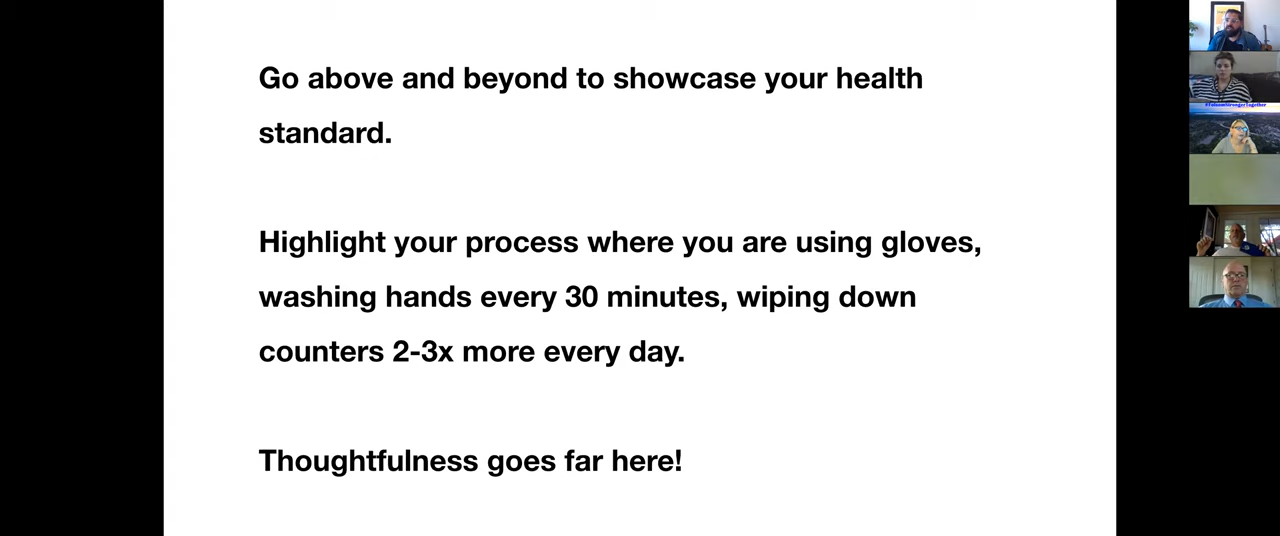 Go above and beyond to showcase your health
standard.
Highlight your process where you are using gloves,
washing hands every 30 minutes, wiping down
counters 2-3x more every day.
Thoughtfulness goes far here!
#FolsomStrongerTogether